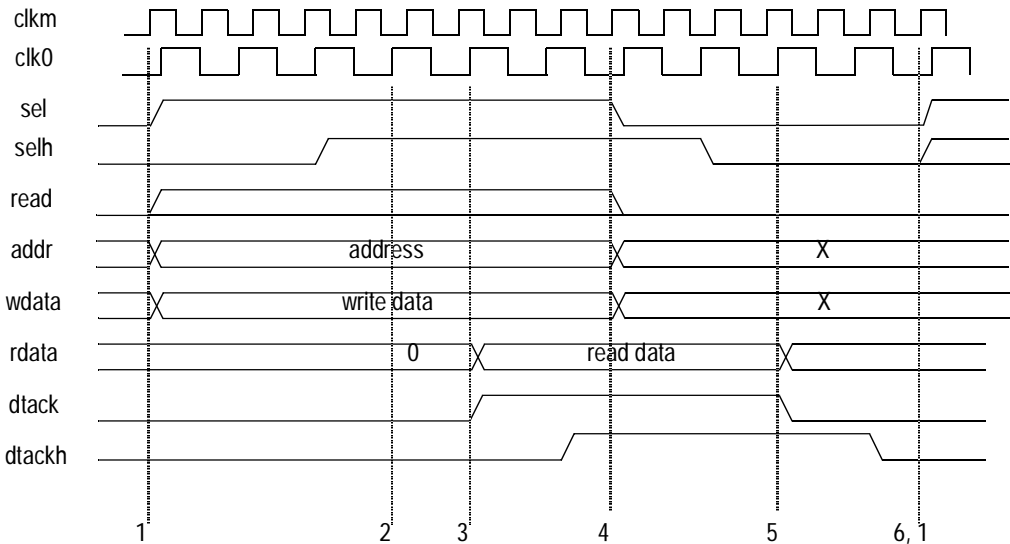 clkm
clk0
sel
selh
read
addr address X
wdata write data X
rdata 0 read data
dtack
dtackh
1 2 3 4 5 6, 1